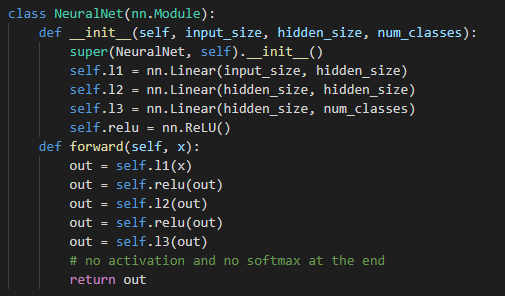 class NeuralNet(nn.Module):
    def __init__(self, input_size, hidden_size, num_classes):
        super(NeuralNet, self).__init__()
        self.l1 = nn.Linear(input_size, hidden_size)
        self.l2 = nn.Linear(hidden_size, hidden_size)
        self.l3 = nn.Linear(hidden_size, num_classes)
        self.relu = nn.ReLU()
    def forward(self, x):
        out = self.l1(x)
        out = self.relu(out)
        out = self.l2(out)
        out = self.relu(out)
        out = self.l3(out)
        # no activation and no softmax at the end
        return out